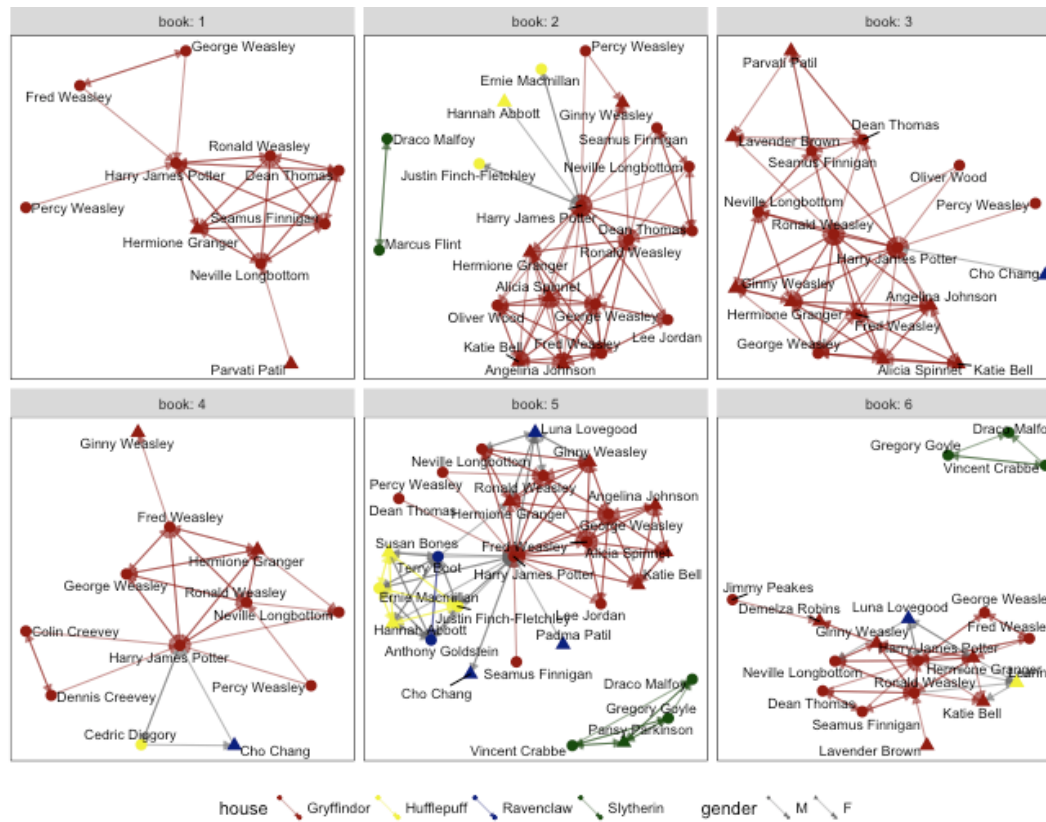 book: 1
book: 2
book: 3
George Weasley
Fred Weasley
Ronald Weasley
Harry James Potter
Dean Thomas
Percy Weasley
Seamus Finnigan
Hermione Granger
Neville Longbottom
Parvati Patil
Percy Weasley
Ernie Macmillan
Hannah Abbott
Ginny Weasley
Draco Malfoy
Seamus Finnigan
Justin Finch-Fletchley
Neville Longbottom
Harry James Potter
Marcus Flint
Dean Thomas
Ronald Weasley
Hermione Granger
Alicia Spinnet
Oliver Wood
George Weasley
Lee Jordan
Katie Bell
Fred Weasley
Angelina Johnson
Parvati Patil
Dean Thomas
Lavender Brown
Seamus Finnigan
Oliver Wood
Neville Longbottom
Percy Weasley
Ronald Weasley
Harry James Potter
Cho Chang
Ginny Weasley
Angelina Johnson
Hermione Granger
Fred Weasley
George Weasley
Alicia Spinnet
Katie Bell
book: 4
book: 5
book: 6
Ginny Weasley
Fred Weasley
Hermione Granger
George Weasley
Ronald Weasley
Neville Longbottom
Colin Creevey
Harry James Potter
Dennis Creevey
Percy Weasley
Cedric Diggory
Cho Chang
Luna Lovegood
Neville Longbottom
Ginny Weasley
Percy Weasley
Ronald Weasley
Dean Thomas
Hermione Granger
Angelina Johnson
George Weasley
Susan Bones
Fred Weasley
Alicia Spinnet
Terry Boot
Harry James Potter
Katie Bell
Ernie Macmillan
Justin Finch-Fletchley
Lee Jordan
Hannah Abbott
Anthony Goldstein
Padma Patil
Seamus Finnigan
Cho Chang
Draco Malfoy
Gregory Goyle
Pansy Parkinson
Vincent Crabbe
Draco Malfo
Gregory Goyle
Vincent Crabbe
Jimmy Peakes
Demelza Robins
Luna Lovegood
George Weasle
Ginny Weasley
Harry James Potter
Fred Weasle
Neville Longbottom
Hermione Granger
Ronald Weasley
Dean Thomas
Katie Bell
Seamus Finnigan
Lavender Brown
house Gryffindor Hufflepuff Ravenclaw Slytherin gender M F